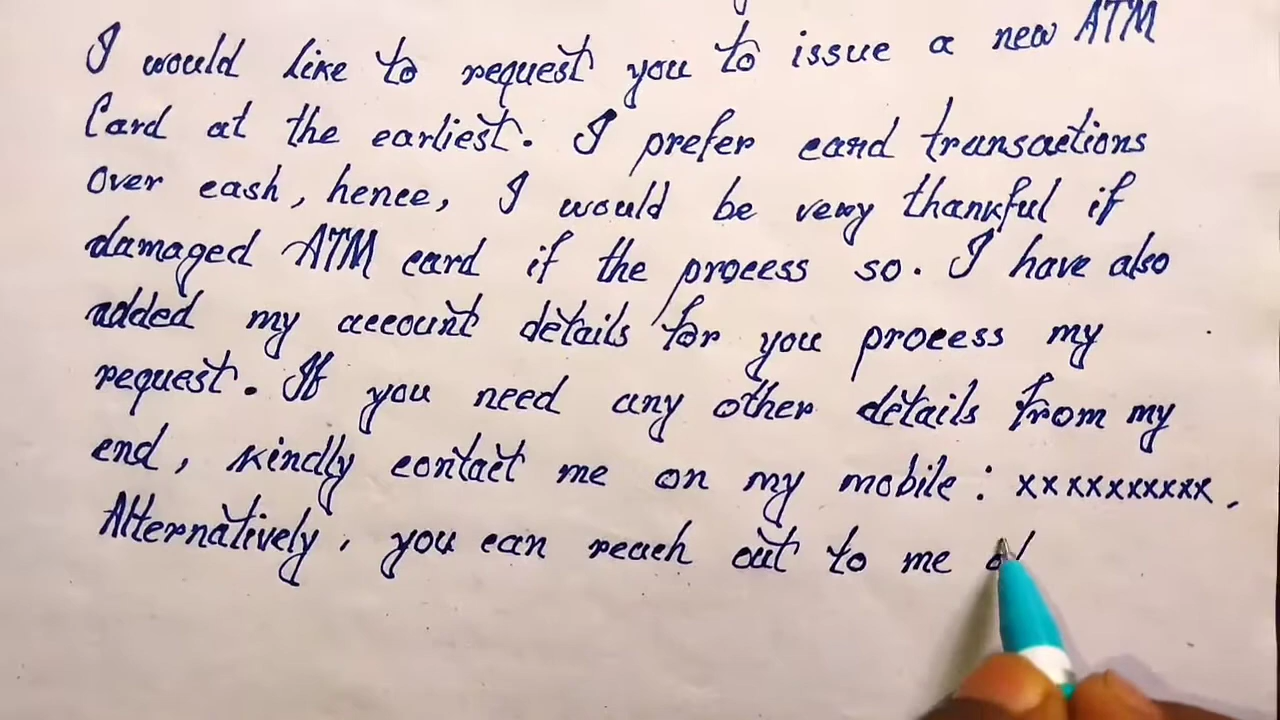 I would like to request you to issue a new ATM
Card at the earliest. I prefer card transactions
over cash, hence, I would be very thankful if
damaged ATM card if the process so. I have also
added my account details for you process my
request. If you need any other details from my
end, kindly contact me on my mobile: xxxxxxxxxx.
Alternatively, you can reach out to me